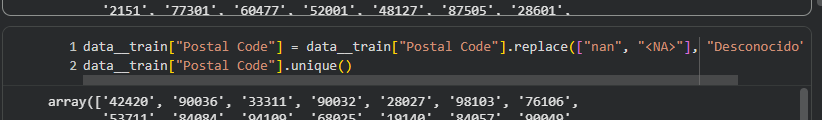 '2151', '77301', '60477', '52001', '48127', '87505', '28601',
1 data__train["Postal Code"] = data__train["Postal Code"].replace(["nan", "<NA>"], "Desconocido"
2 data__train["Postal Code"].unique()
array(['42420', '90036', '33311', '90032', '28027', '98103', '76106',
'53711', '84084', '94109', '68025', '19140', '84057', '90049',